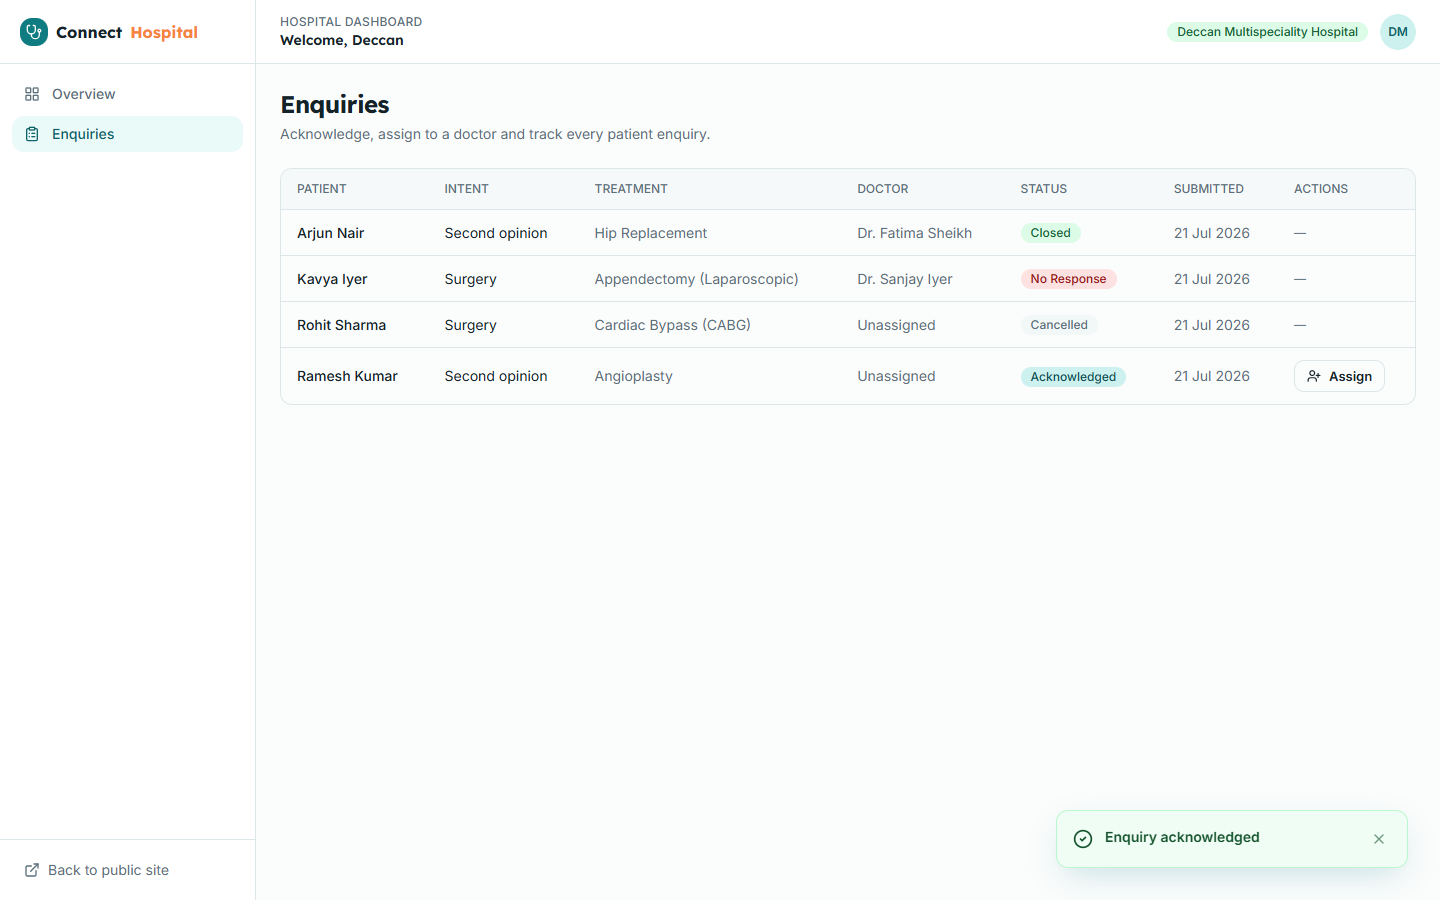 Connect Hospital
HOSPITAL DASHBOARD
Welcome, Deccan
Deccan Multispeciality Hospital
DM
Overview
Enquiries
Enquiries
Acknowledge, assign to a doctor and track every patient enquiry.
PATIENT INTENT TREATMENT DOCTOR STATUS SUBMITTED ACTIONS
Arjun Nair Second opinion Hip Replacement Dr. Fatima Sheikh Closed 21 Jul 2026 —
Kavya Iyer Surgery Appendectomy (Laparoscopic) Dr. Sanjay Iyer No Response 21 Jul 2026 —
Rohit Sharma Surgery Cardiac Bypass (CABG) Unassigned Cancelled 21 Jul 2026 —
Ramesh Kumar Second opinion Angioplasty Unassigned Acknowledged 21 Jul 2026 Assign
Enquiry acknowledged
Back to public site